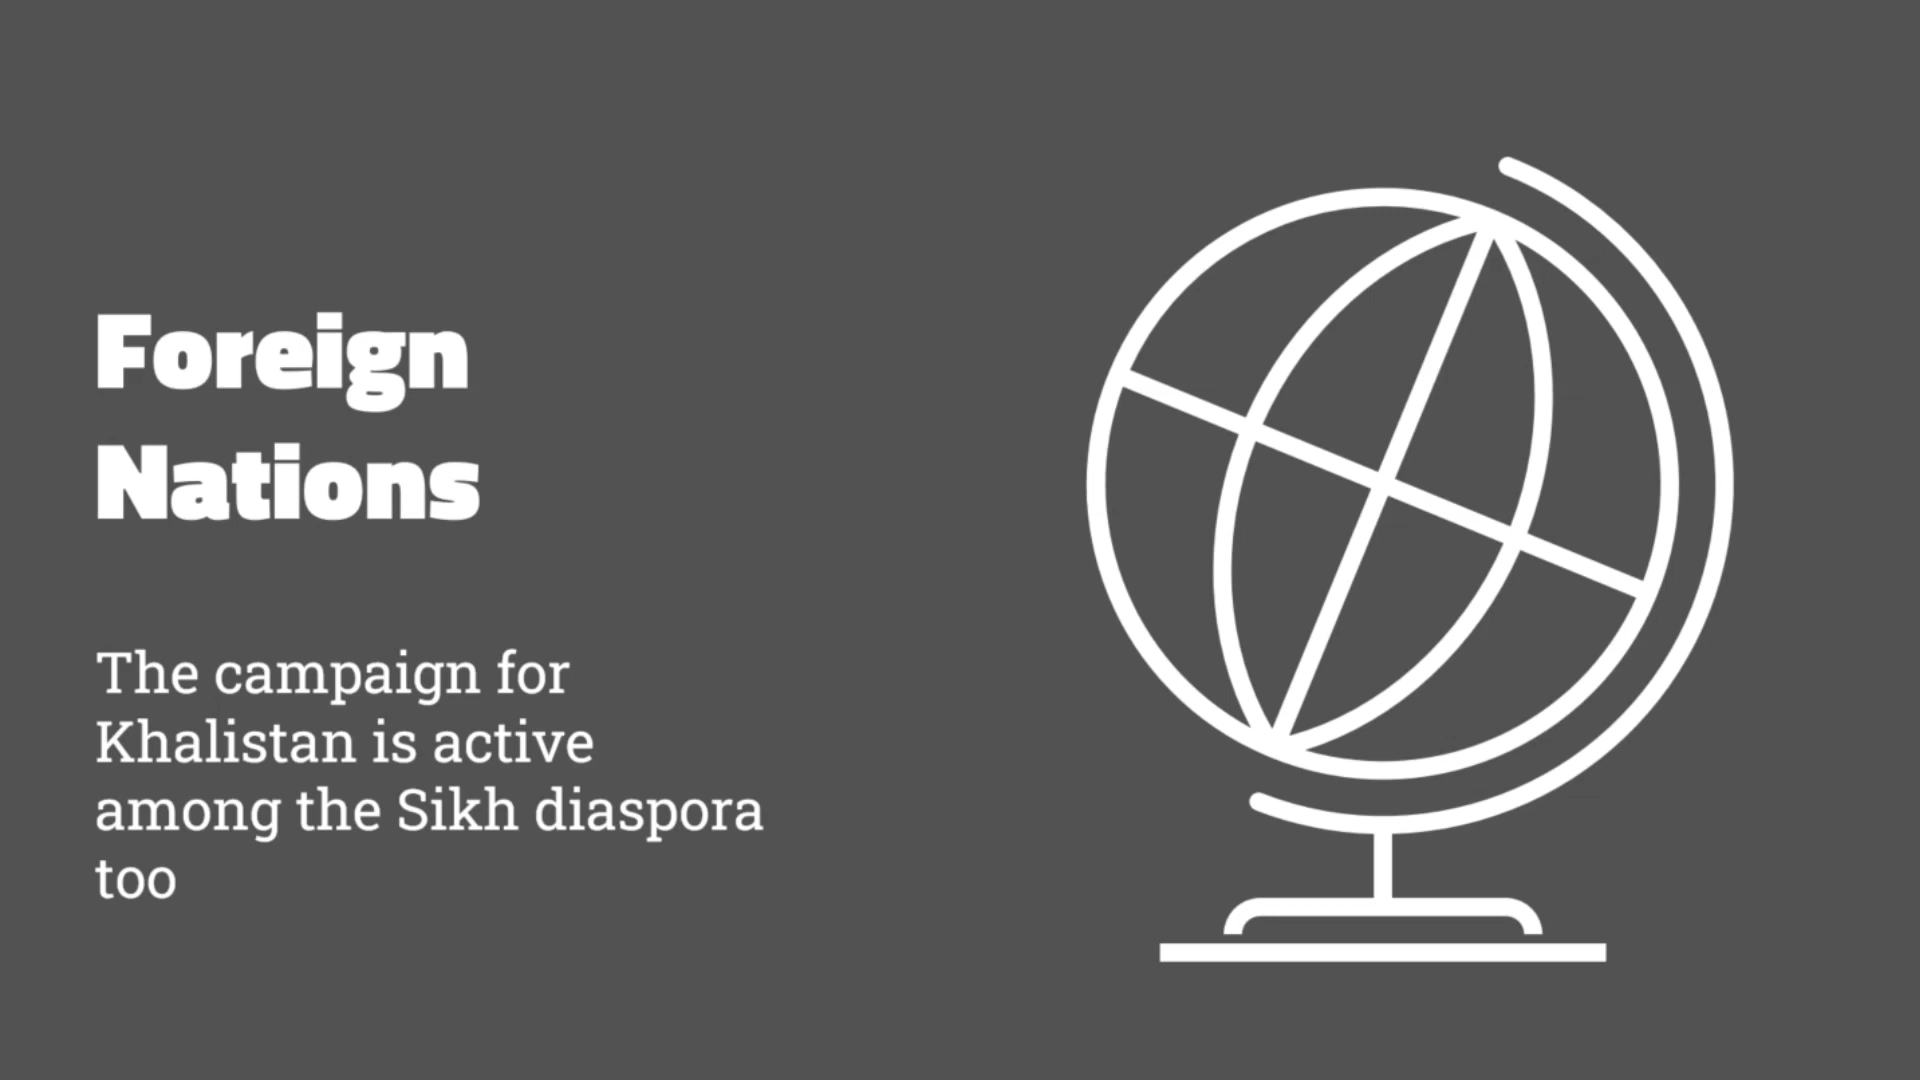 Foreign
Nations
The campaign for
Khalistan is active
among the Sikh diaspora
too